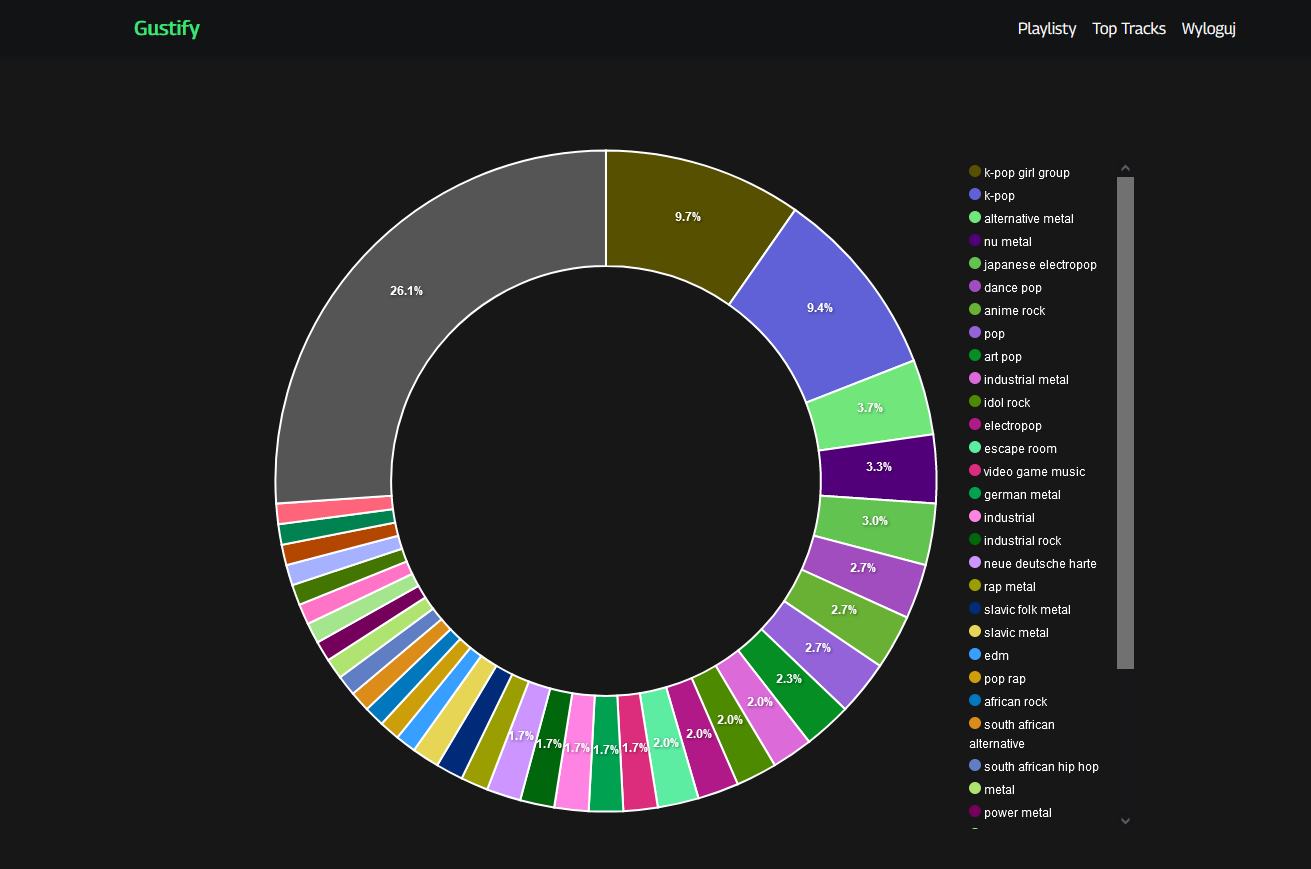 Gustify
Playlisty Top Tracks Wyloguj
26.1%
9.7%
9.4%
3.7%
3.3%
3.0%
2.7%
2.7%
2.7%
2.3%
2.0%
2.0%
2.0%
2.0%
1.7%
1.7%
1.7%
1.7%
1.7%
k-pop girl group
k-pop
alternative metal
nu metal
japanese electropop
dance pop
anime rock
pop
art pop
industrial metal
idol rock
electropop
escape room
video game music
german metal
industrial
industrial rock
neue deutsche harte
rap metal
slavic folk metal
slavic metal
edm
pop rap
african rock
south african
alternative
south african hip hop
metal
power metal